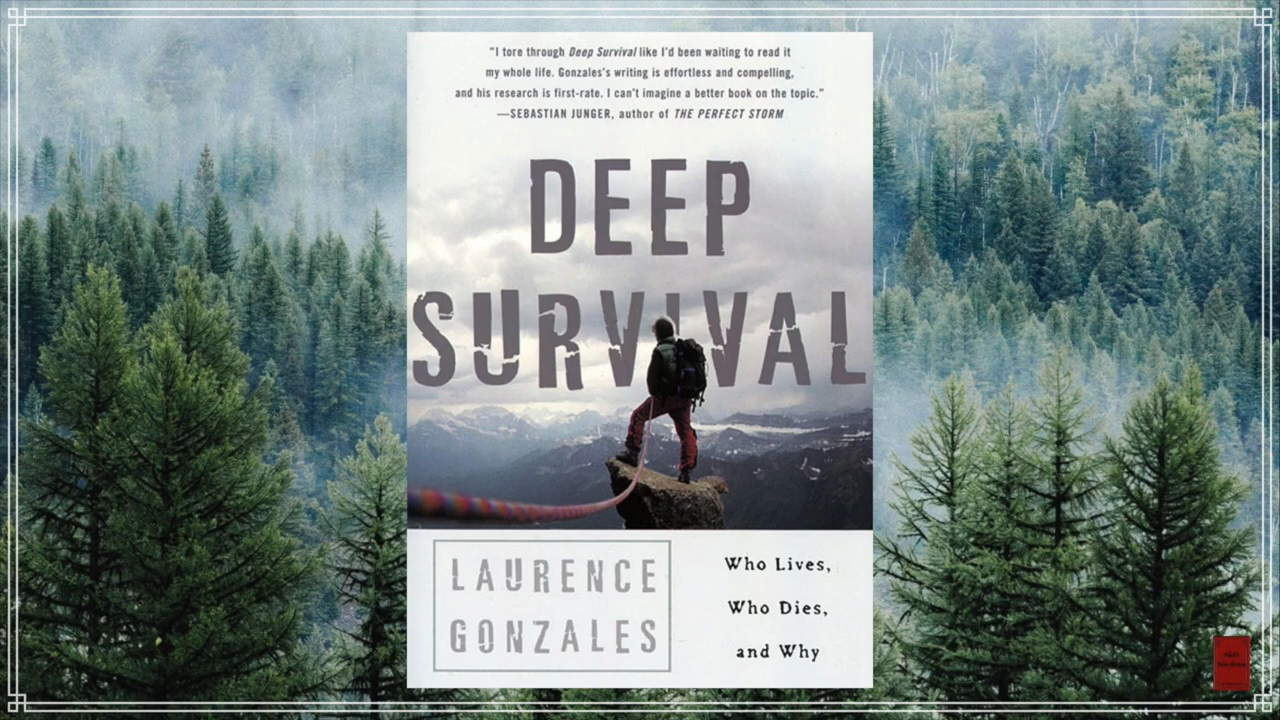 "I tore through Deep Survival like I'd been waiting to read it
my whole life. Gonzales's writing is effortless and compelling,
and his research is first-rate. I can't imagine a better book on the topic."
—SEBASTIAN JUNGER, author of THE PERFECT STORM
DEEP
SURVIVAL
LAURENCE
GONZALES
Who Lives,
Who Dies,
and Why